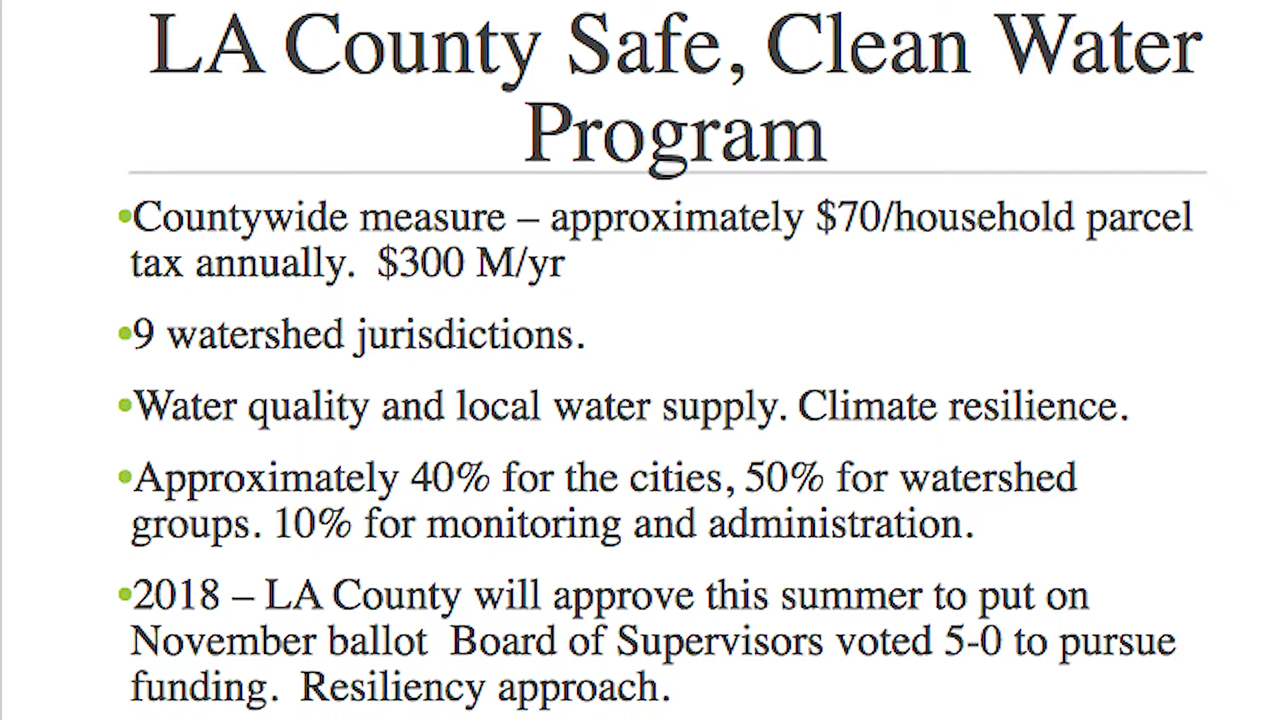 LA County Safe, Clean Water
Program
•Countywide measure – approximately $70/household parcel
tax annually.  $300 M/yr
•9 watershed jurisdictions.
•Water quality and local water supply. Climate resilience.
•Approximately 40% for the cities, 50% for watershed
groups. 10% for monitoring and administration.
•2018 – LA County will approve this summer to put on
November ballot  Board of Supervisors voted 5-0 to pursue
funding.  Resiliency approach.